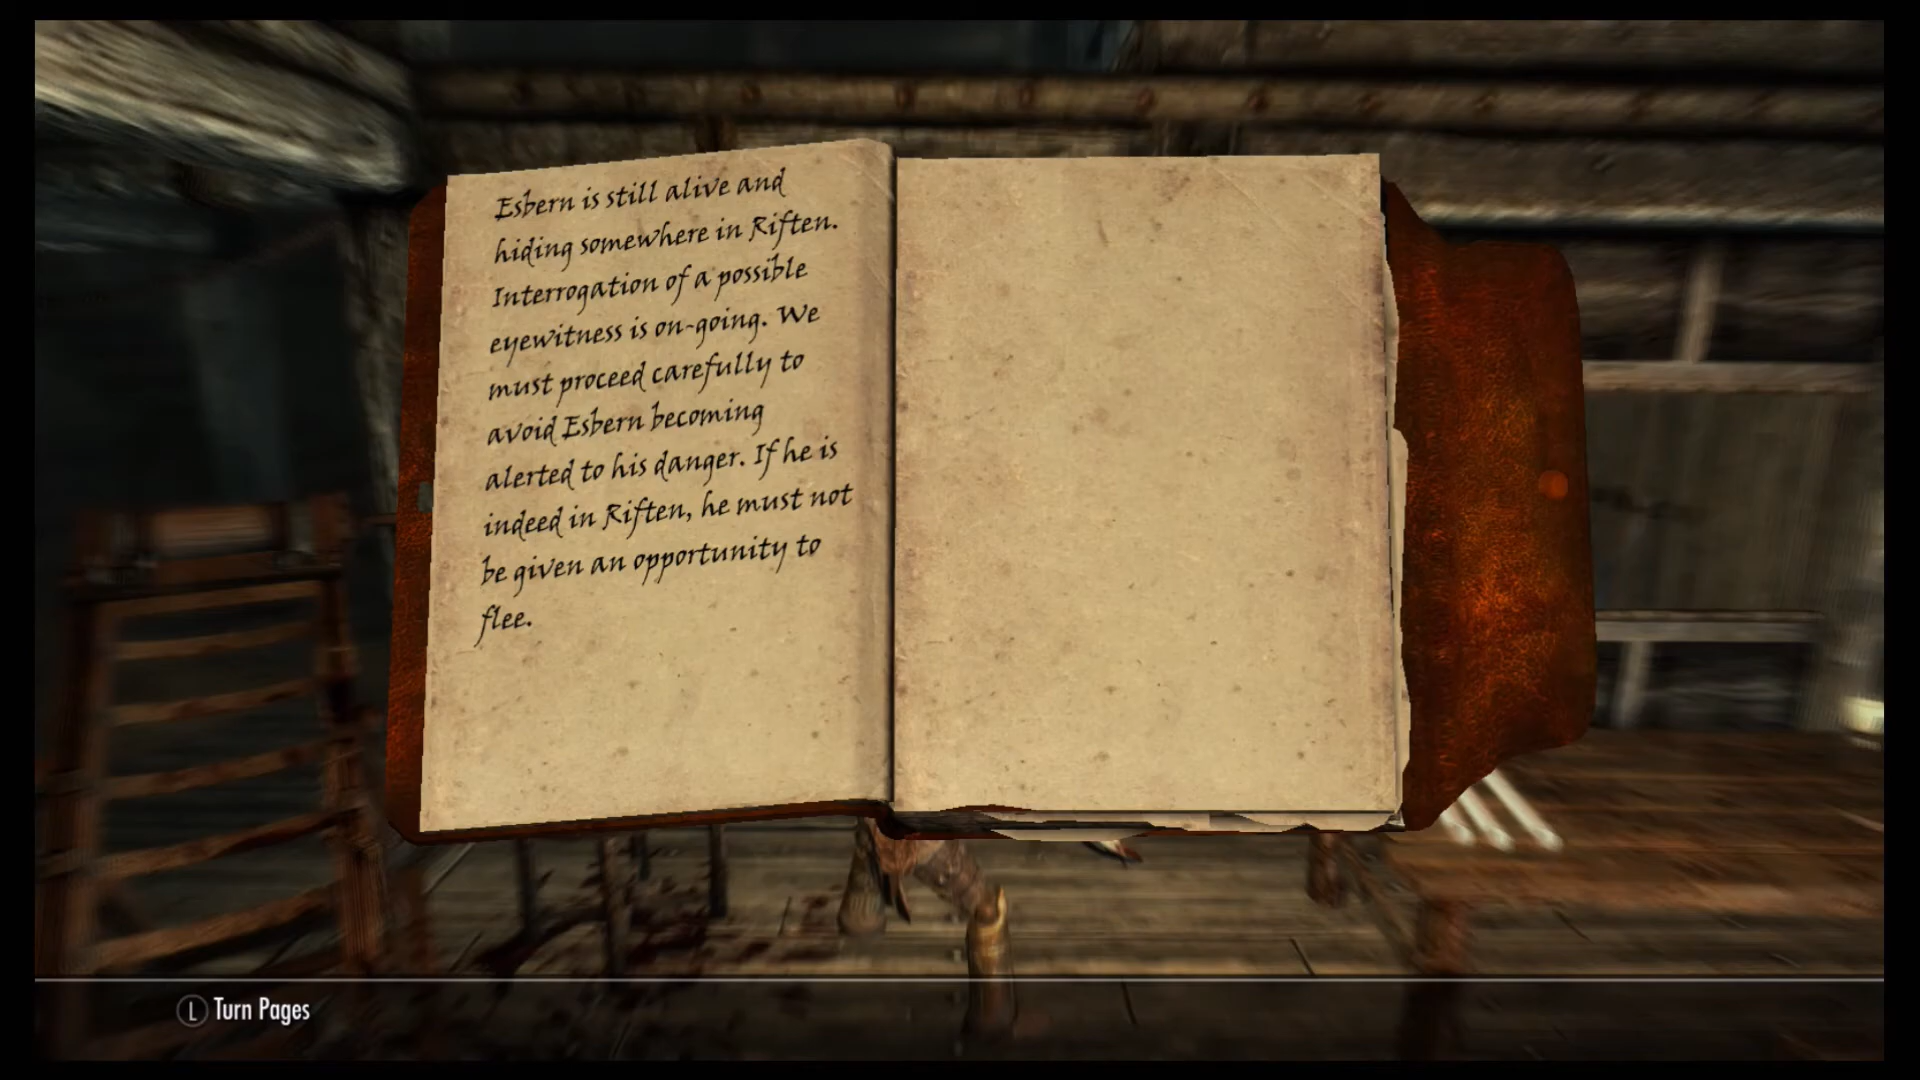 Esbern is still alive and
hiding somewhere in Riften.
Interrogation of a possible
eyewitness is on-going. We
must proceed carefully to
avoid Esbern becoming
alerted to his danger. If he is
indeed in Riften, he must not
be given an opportunity to
flee.
L Turn Pages